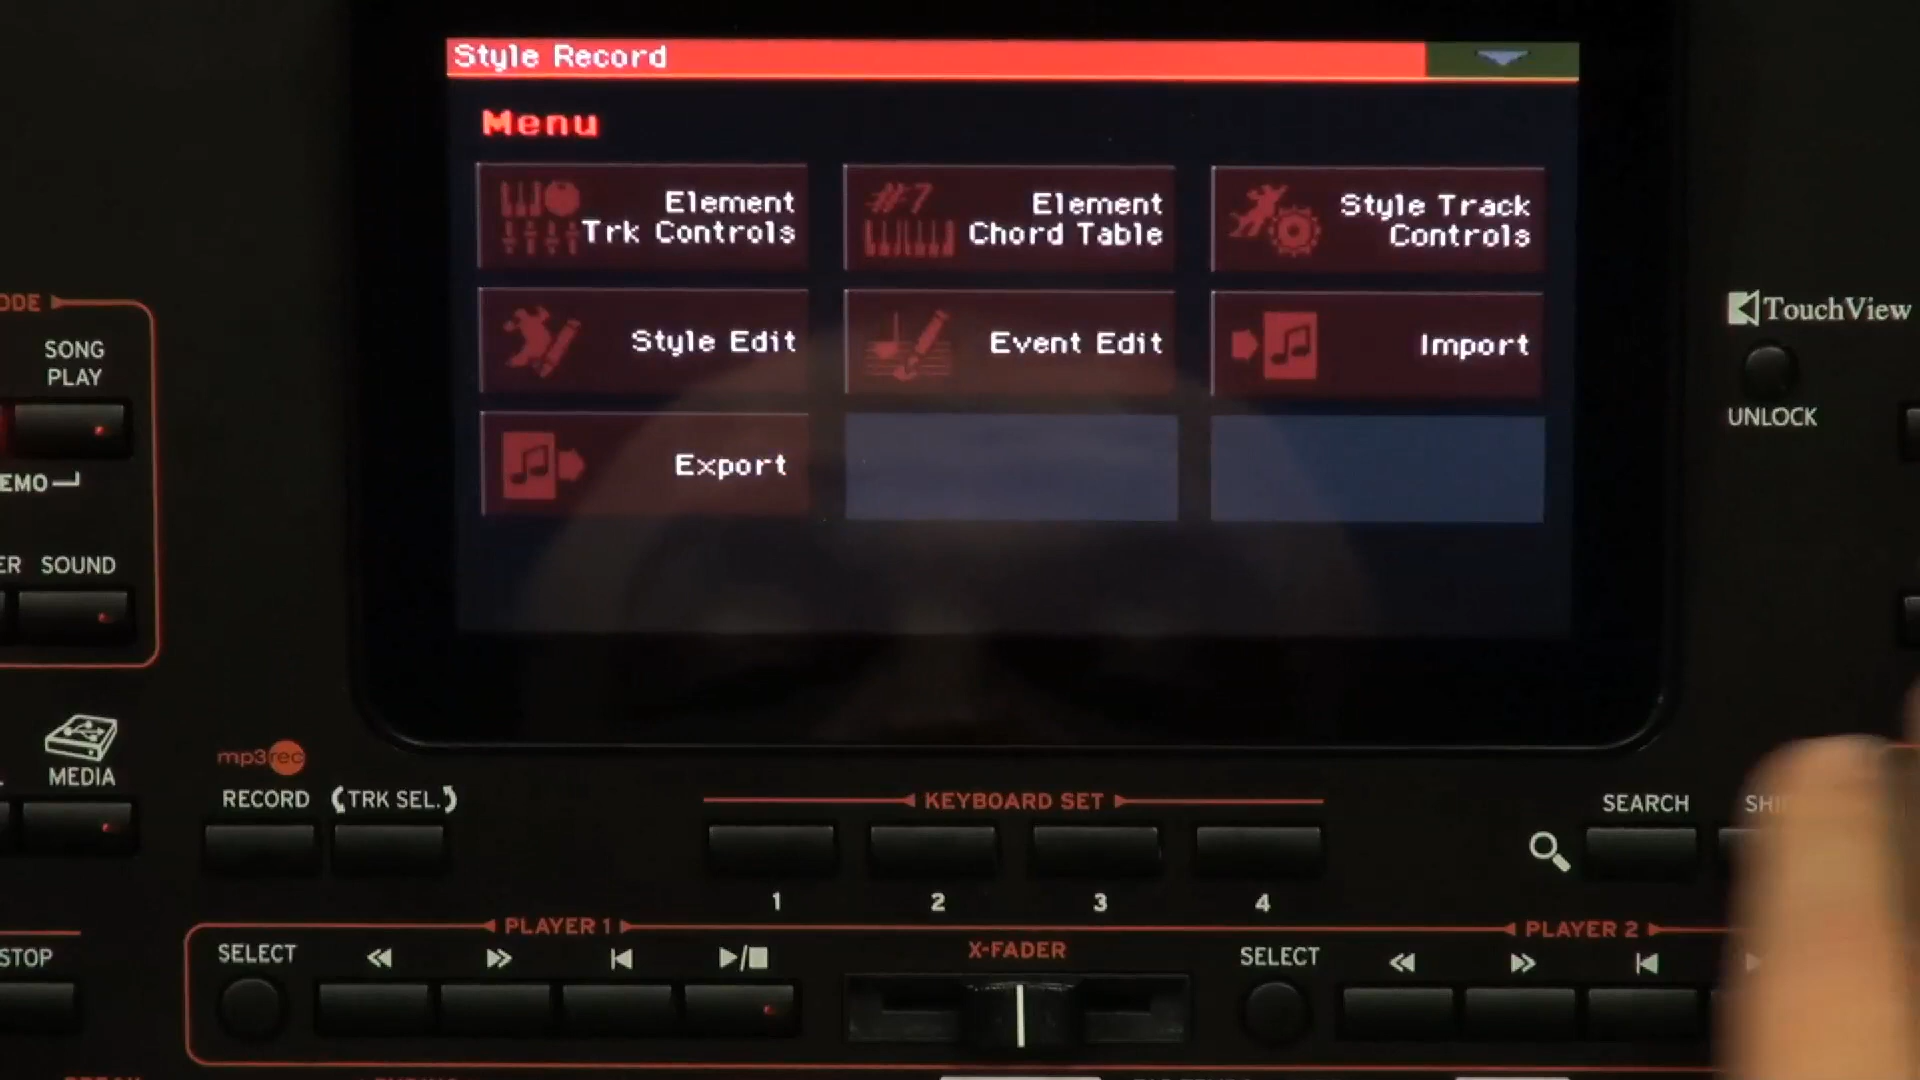 Style Record
Menu
Element
Trk Controls
#7
Element
Chord Table
Style Track
Controls
Style Edit
Event Edit
Import
Export
TouchView
UNLOCK
SONG
PLAY
SOUND
MEDIA
mp3rec
RECORD
TRK SEL.
KEYBOARD SET
1
2
3
4
SEARCH
STOP
PLAYER 1
SELECT
X-FADER
PLAYER 2
SELECT